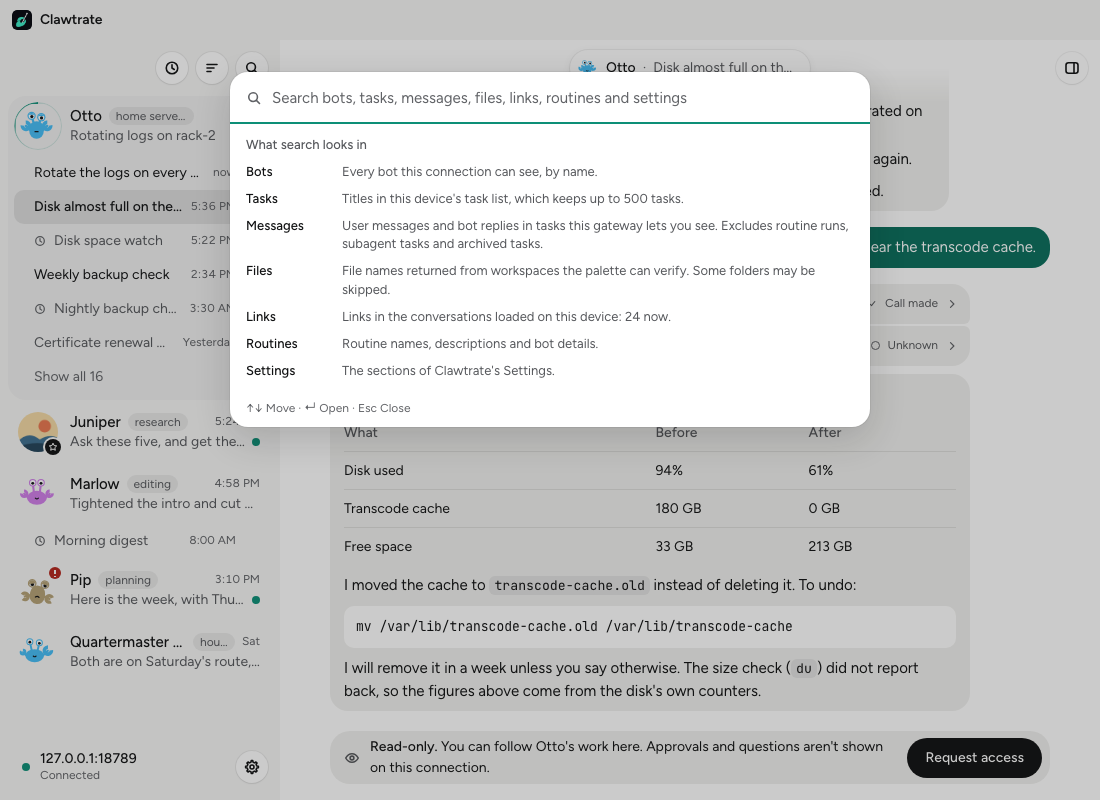 Clawtrate
Otto home serve…
Rotating logs on rack-2
Rotate the logs on every … now
Disk almost full on the… 5:36 PM
Disk space watch 5:22 PM
Weekly backup check 2:34 PM
Nightly backup ch… 3:30 AM
Certificate renewal …
Show all 16
Juniper research
Ask these five, and get the…
Marlow editing 4:58 PM
Tightened the intro and cut …
Morning digest 8:00 AM
Pip planning 3:10 PM
Here is the week, with Thu…
Quartermaster … hou… Sat
Both are on Saturday's route,…
127.0.0.1:18789
Connected
Otto · Disk almost full on th…
Search bots, tasks, messages, files, links, routines and settings
What search looks in
Bots Every bot this connection can see, by name.
Tasks Titles in this device's task list, which keeps up to 500 tasks.
Messages User messages and bot replies in tasks this gateway lets you see. Excludes routine runs,
subagent tasks and archived tasks.
Files File names returned from workspaces the palette can verify. Some folders may be
skipped.
Links Links in the conversations loaded on this device: 24 now.
Routines Routine names, descriptions and bot details.
Settings The sections of Clawtrate's Settings.
↑↓ Move · ↵ Open · Esc Close
on
again.
the transcode cache.
Call made
Unknown
What Before After
Disk used 94% 61%
Transcode cache 180 GB 0 GB
Free space 33 GB 213 GB
I moved the cache to transcode-cache.old instead of deleting it. To undo:
mv /var/lib/transcode-cache.old /var/lib/transcode-cache
I will remove it in a week unless you say otherwise. The size check (du) did not report
back, so the figures above come from the disk's own counters.
Read-only. You can follow Otto's work here. Approvals and questions aren't shown
on this connection.
Request access